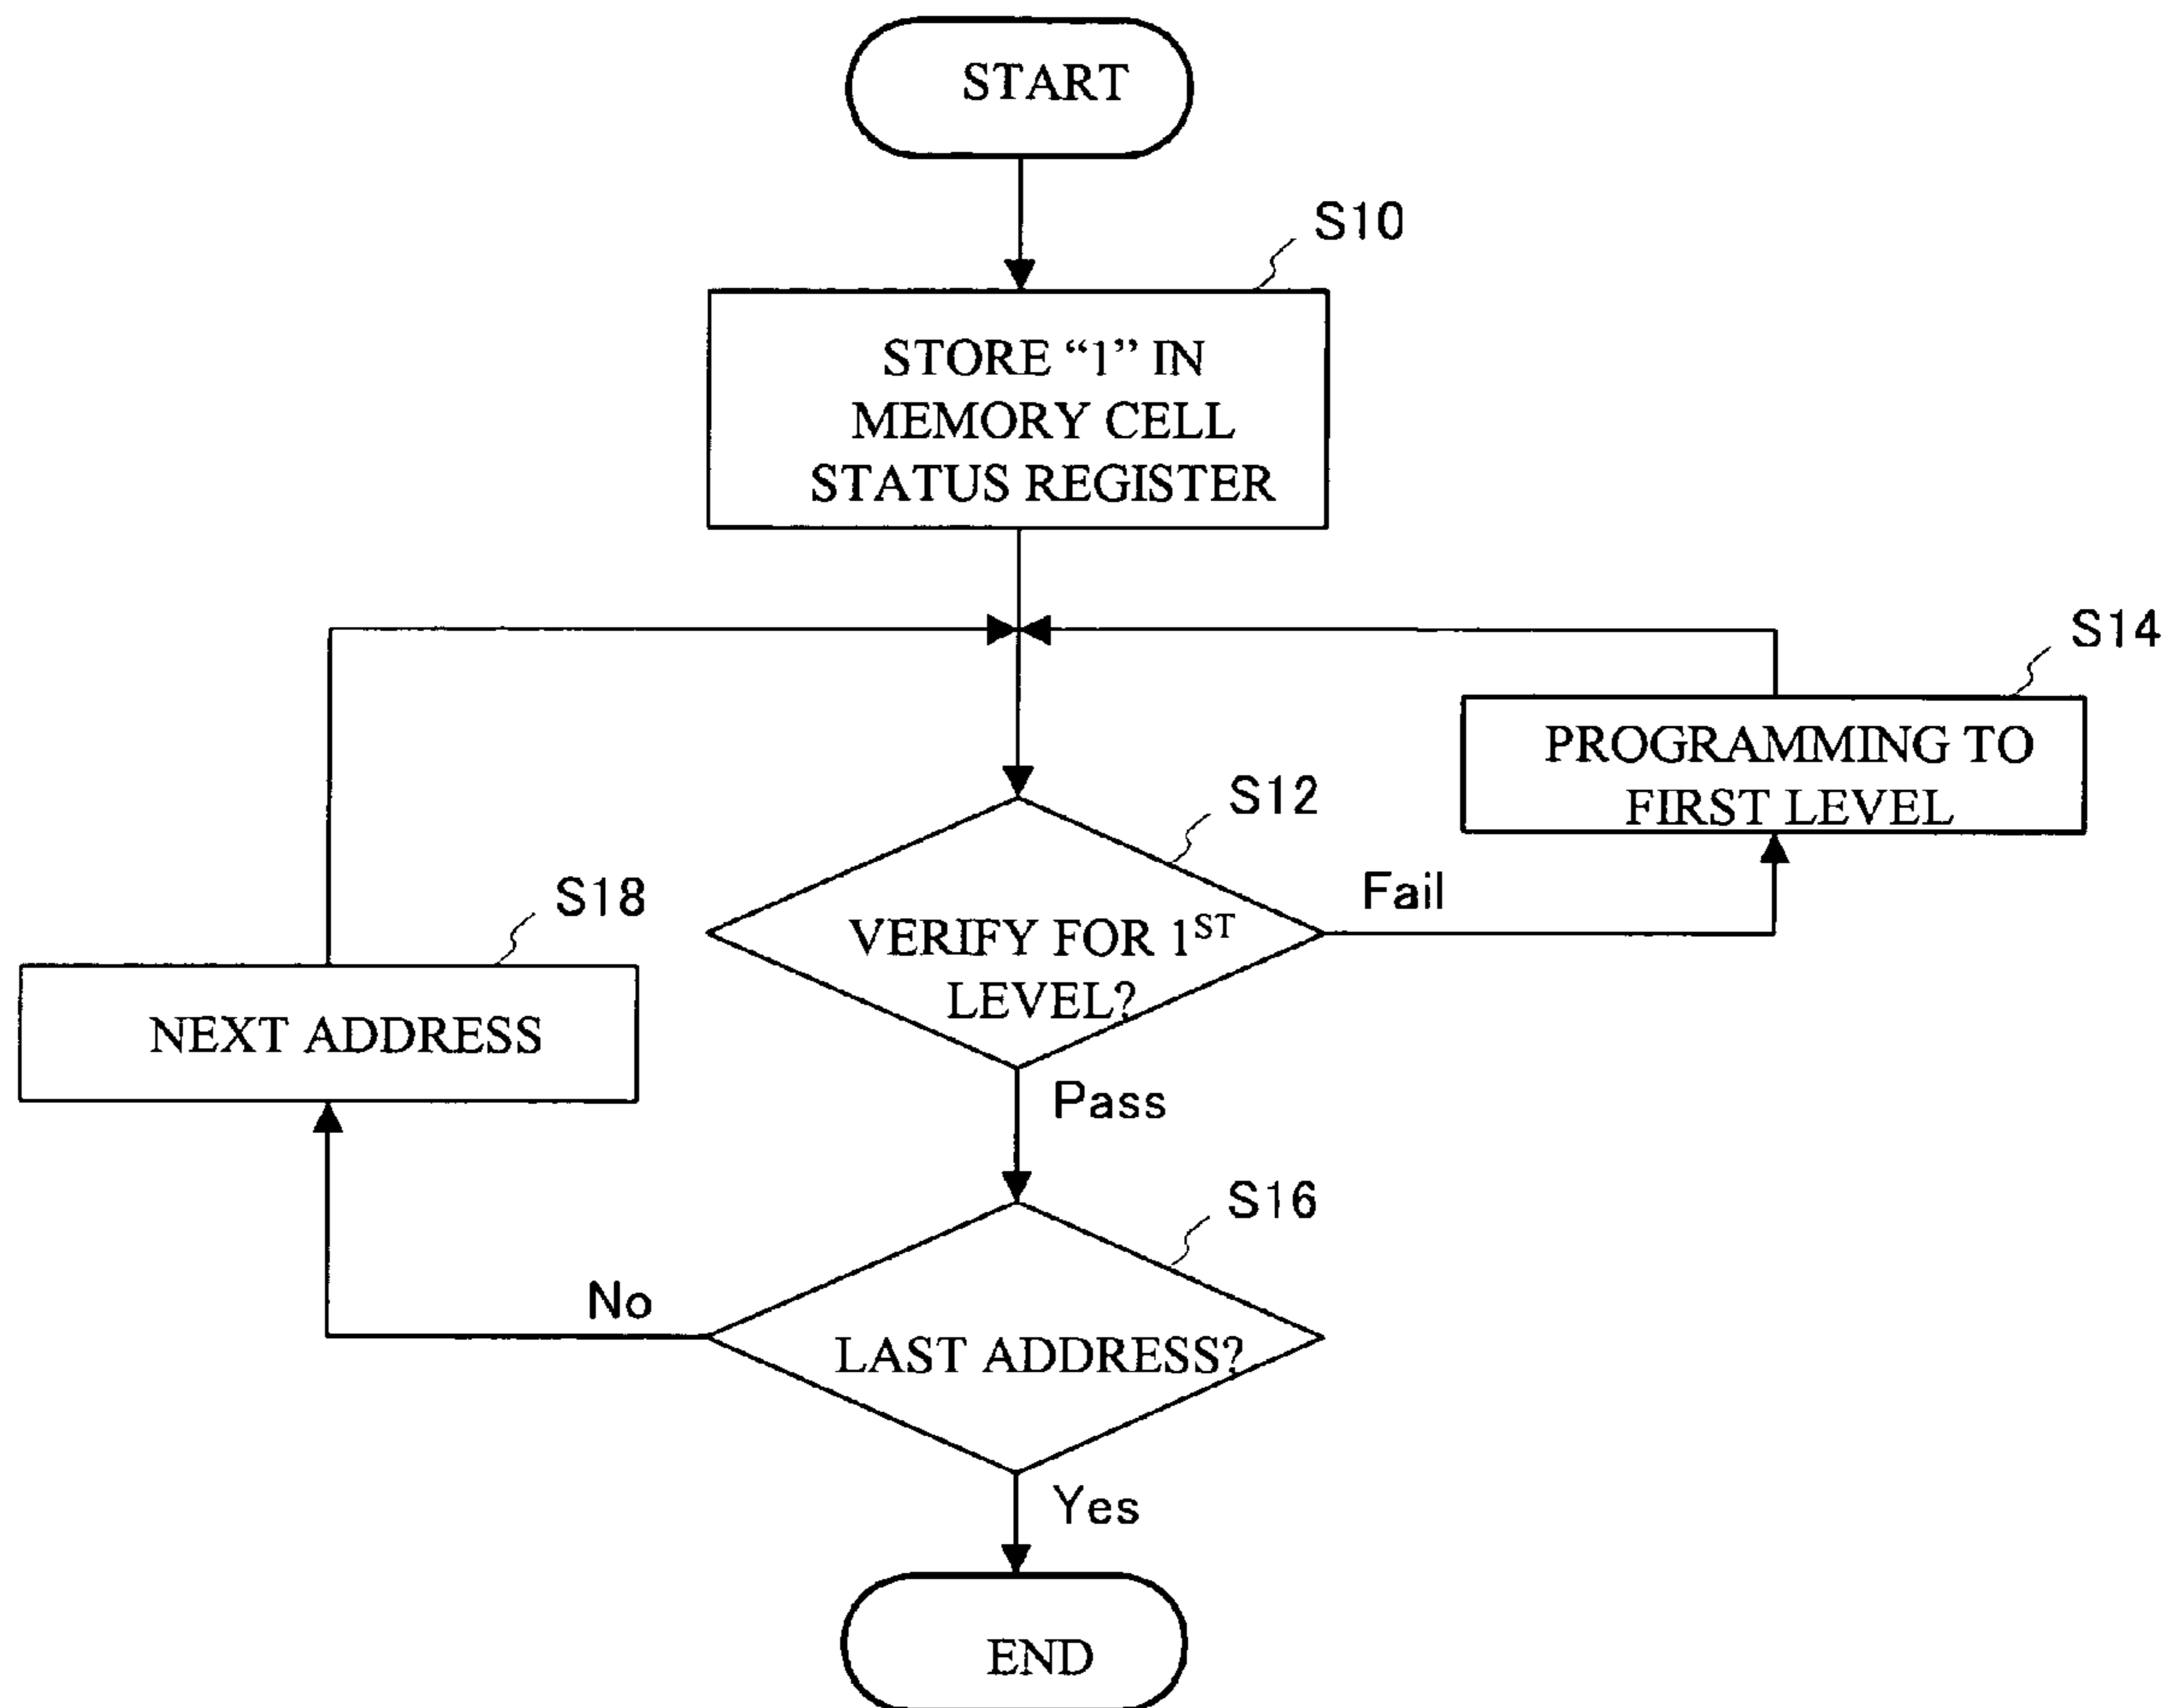 START
S10
STORE “1” IN
MEMORY CELL
STATUS REGISTER
S14
PROGRAMMING TO
FIRST LEVEL
S12
VERIFY FOR 1ST
LEVEL?
Fail
S18
NEXT ADDRESS
Pass
S16
No
LAST ADDRESS?
Yes
END